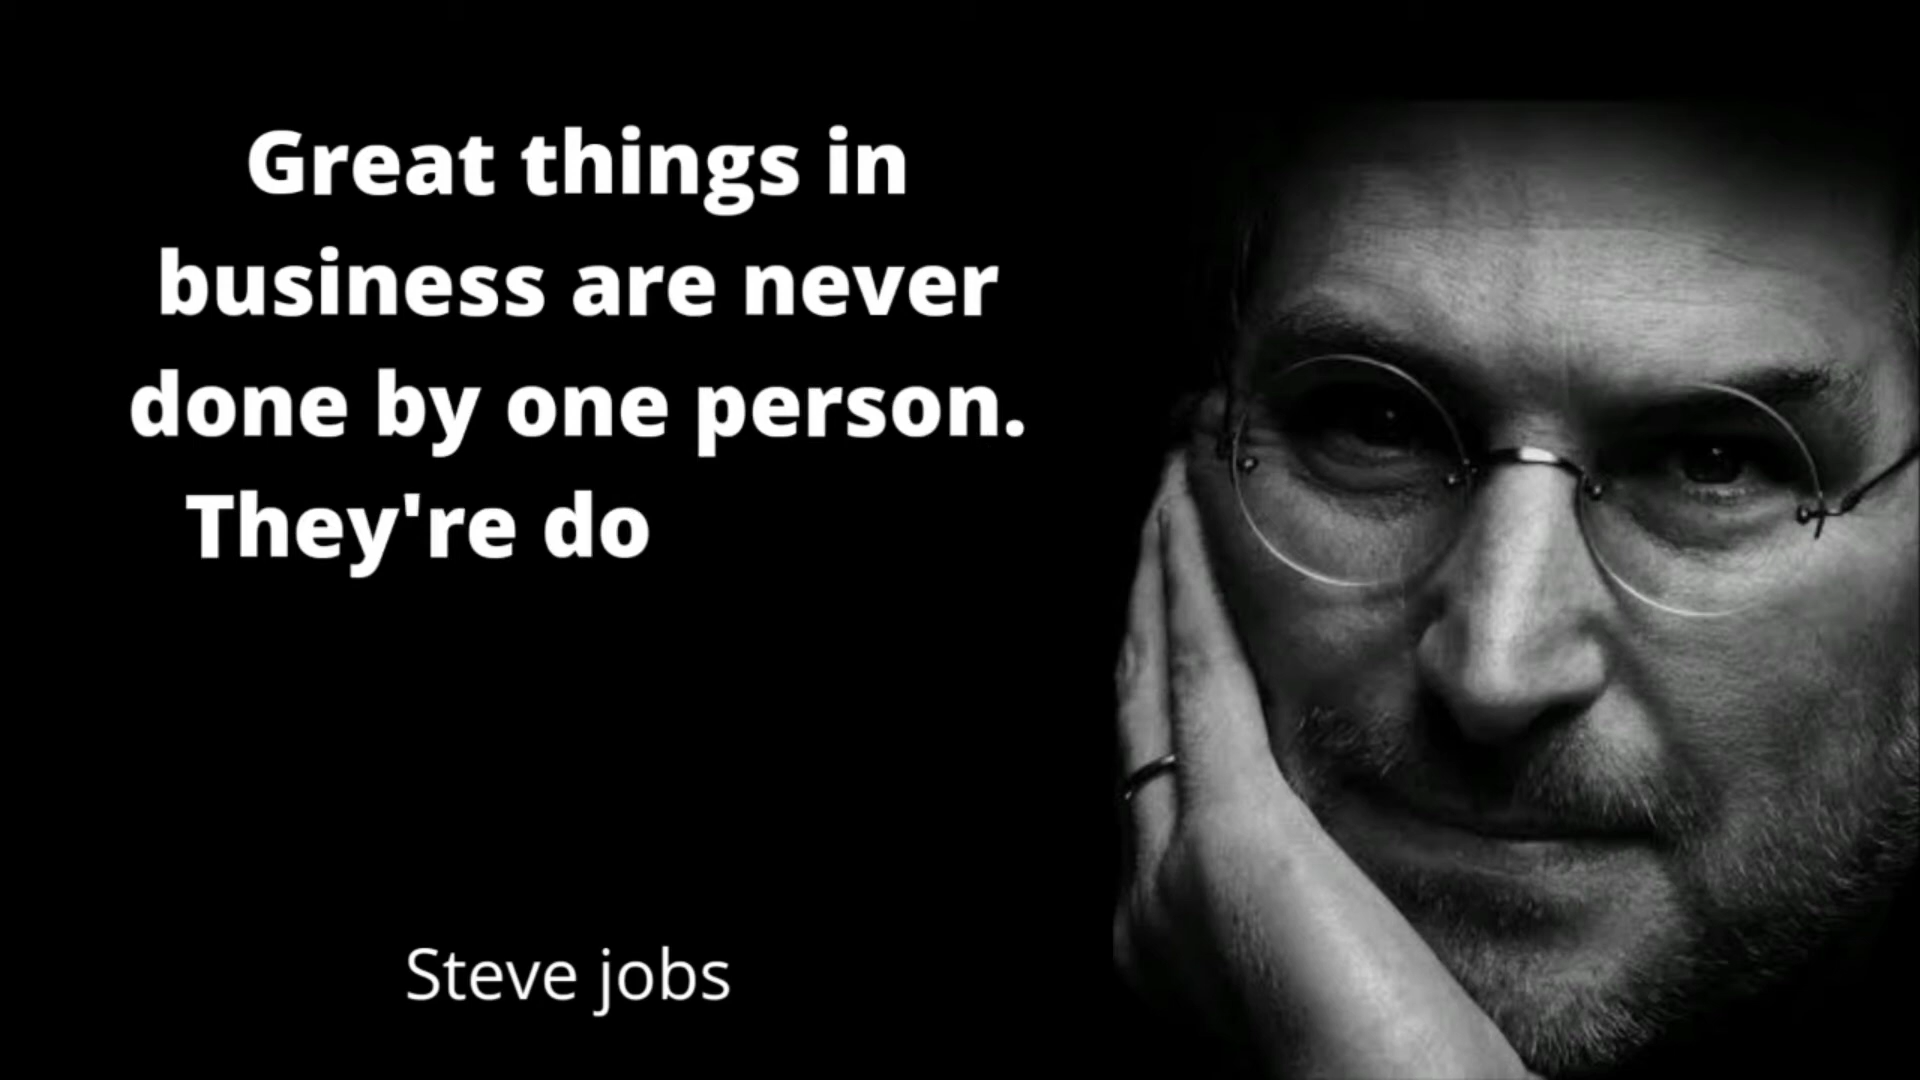 Great things in
business are never
done by one person.
They're do
Steve jobs